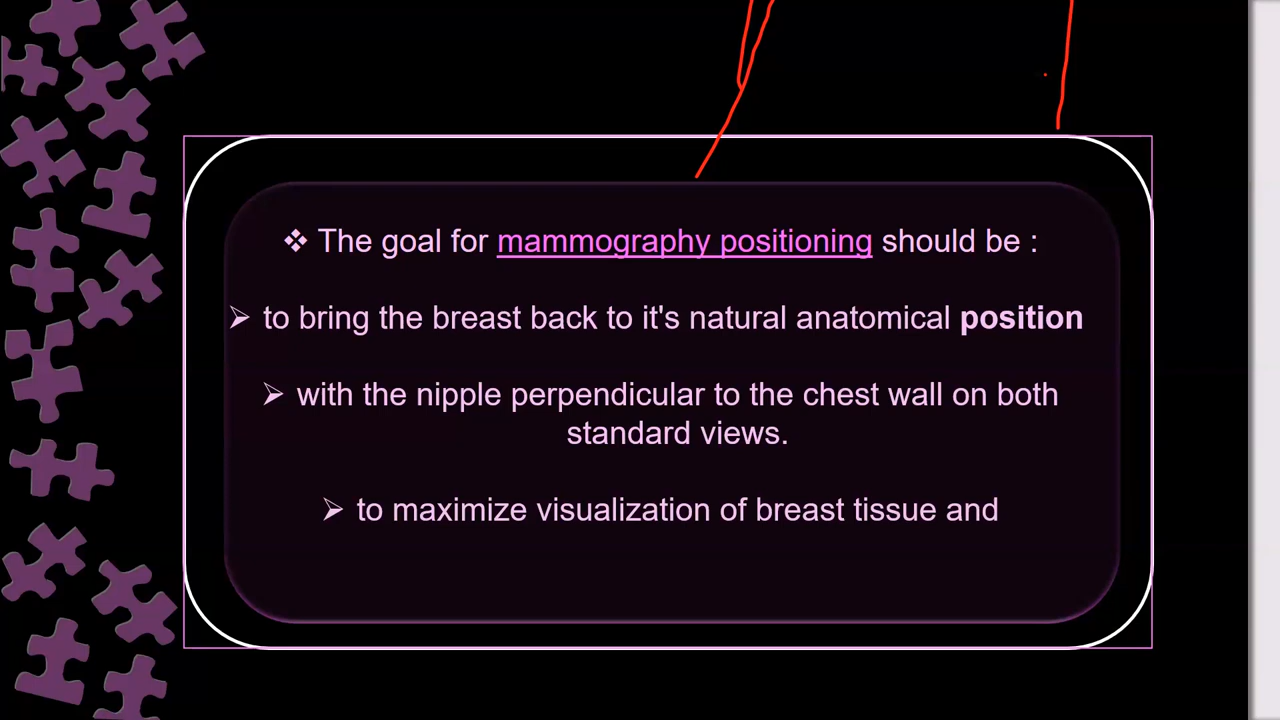 ❖ The goal for mammography positioning should be :
➢ to bring the breast back to it's natural anatomical position
➢ with the nipple perpendicular to the chest wall on both
standard views.
➢ to maximize visualization of breast tissue and